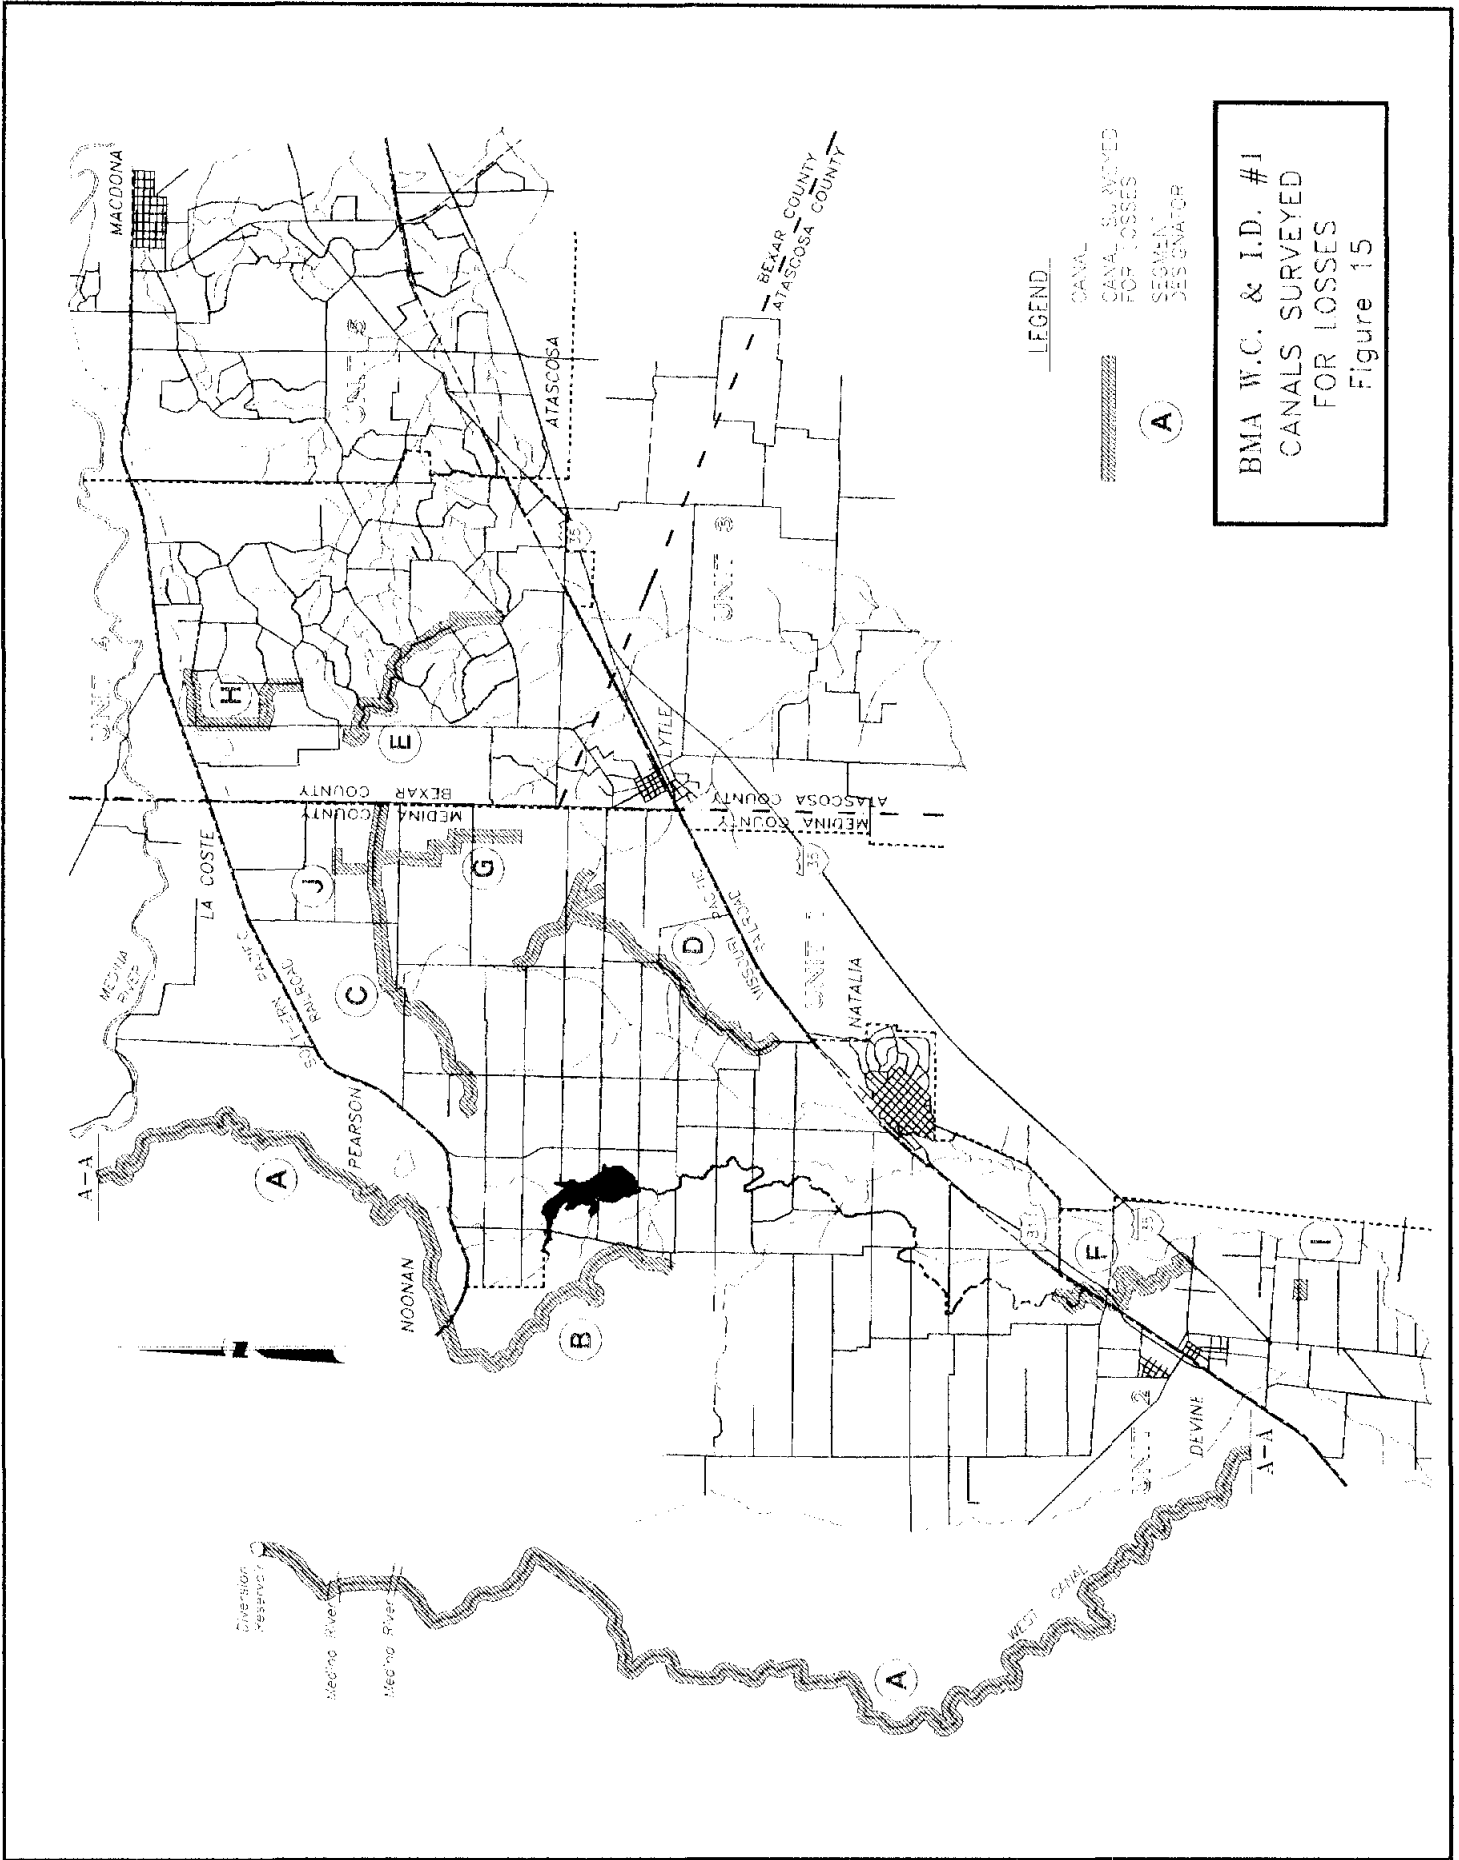 MACDONA
BEXAR COUNTY
ATASCOSA COUNTY
ATASCOSA
UNIT 3
35
UNIT 8
H
E
LYTLE
BEXAR COUNTY
MEDINA COUNTY
MEDINA COUNTY
ATASCOSA COUNTY
LA COSTE
J
G
MEDINA
RIVER
SOUTHERN PACIFIC
RAILROAD
C
D
MISSOURI PACIFIC
RAILROAD
35
UNIT 1
NATALIA
PEARSON
A-A
A
NOONAN
B
81
35
F
I
UNIT 2
DEVINE
A-A
Diversion
Reservoir
Medina River
Medina River
WEST CANAL
A
LEGEND
CANAL
CANAL SURVEYED
FOR LOSSES
SEGMENT
DESIGNATOR
A
BMA W.C. & I.D. #1
CANALS SURVEYED
FOR LOSSES
Figure 15